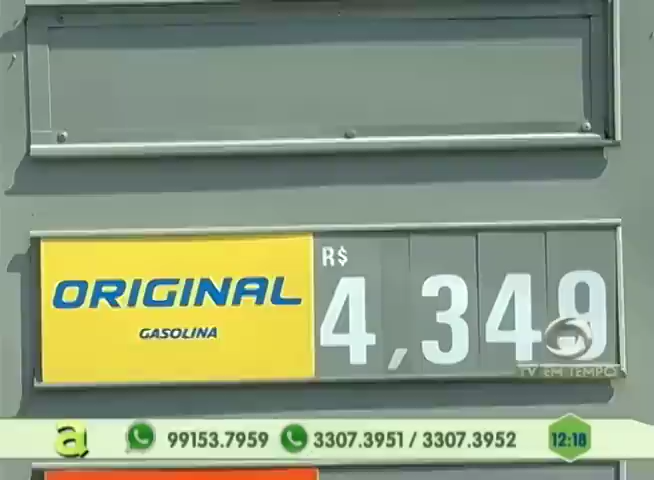 ORIGINAL
GASOLINA
R$
4,349
TV EM TEMPO
a 99153.7959 3307.3951 / 3307.3952 12:18